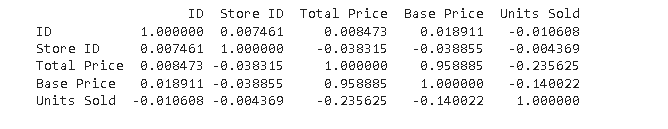 ID Store ID Total Price Base Price Units Sold
ID 1.000000 0.007461 0.008473 0.018911 -0.010608
Store ID 0.007461 1.000000 -0.038315 -0.038855 -0.004369
Total Price 0.008473 -0.038315 1.000000 0.958885 -0.235625
Base Price 0.018911 -0.038855 0.958885 1.000000 -0.140022
Units Sold -0.010608 -0.004369 -0.235625 -0.140022 1.000000